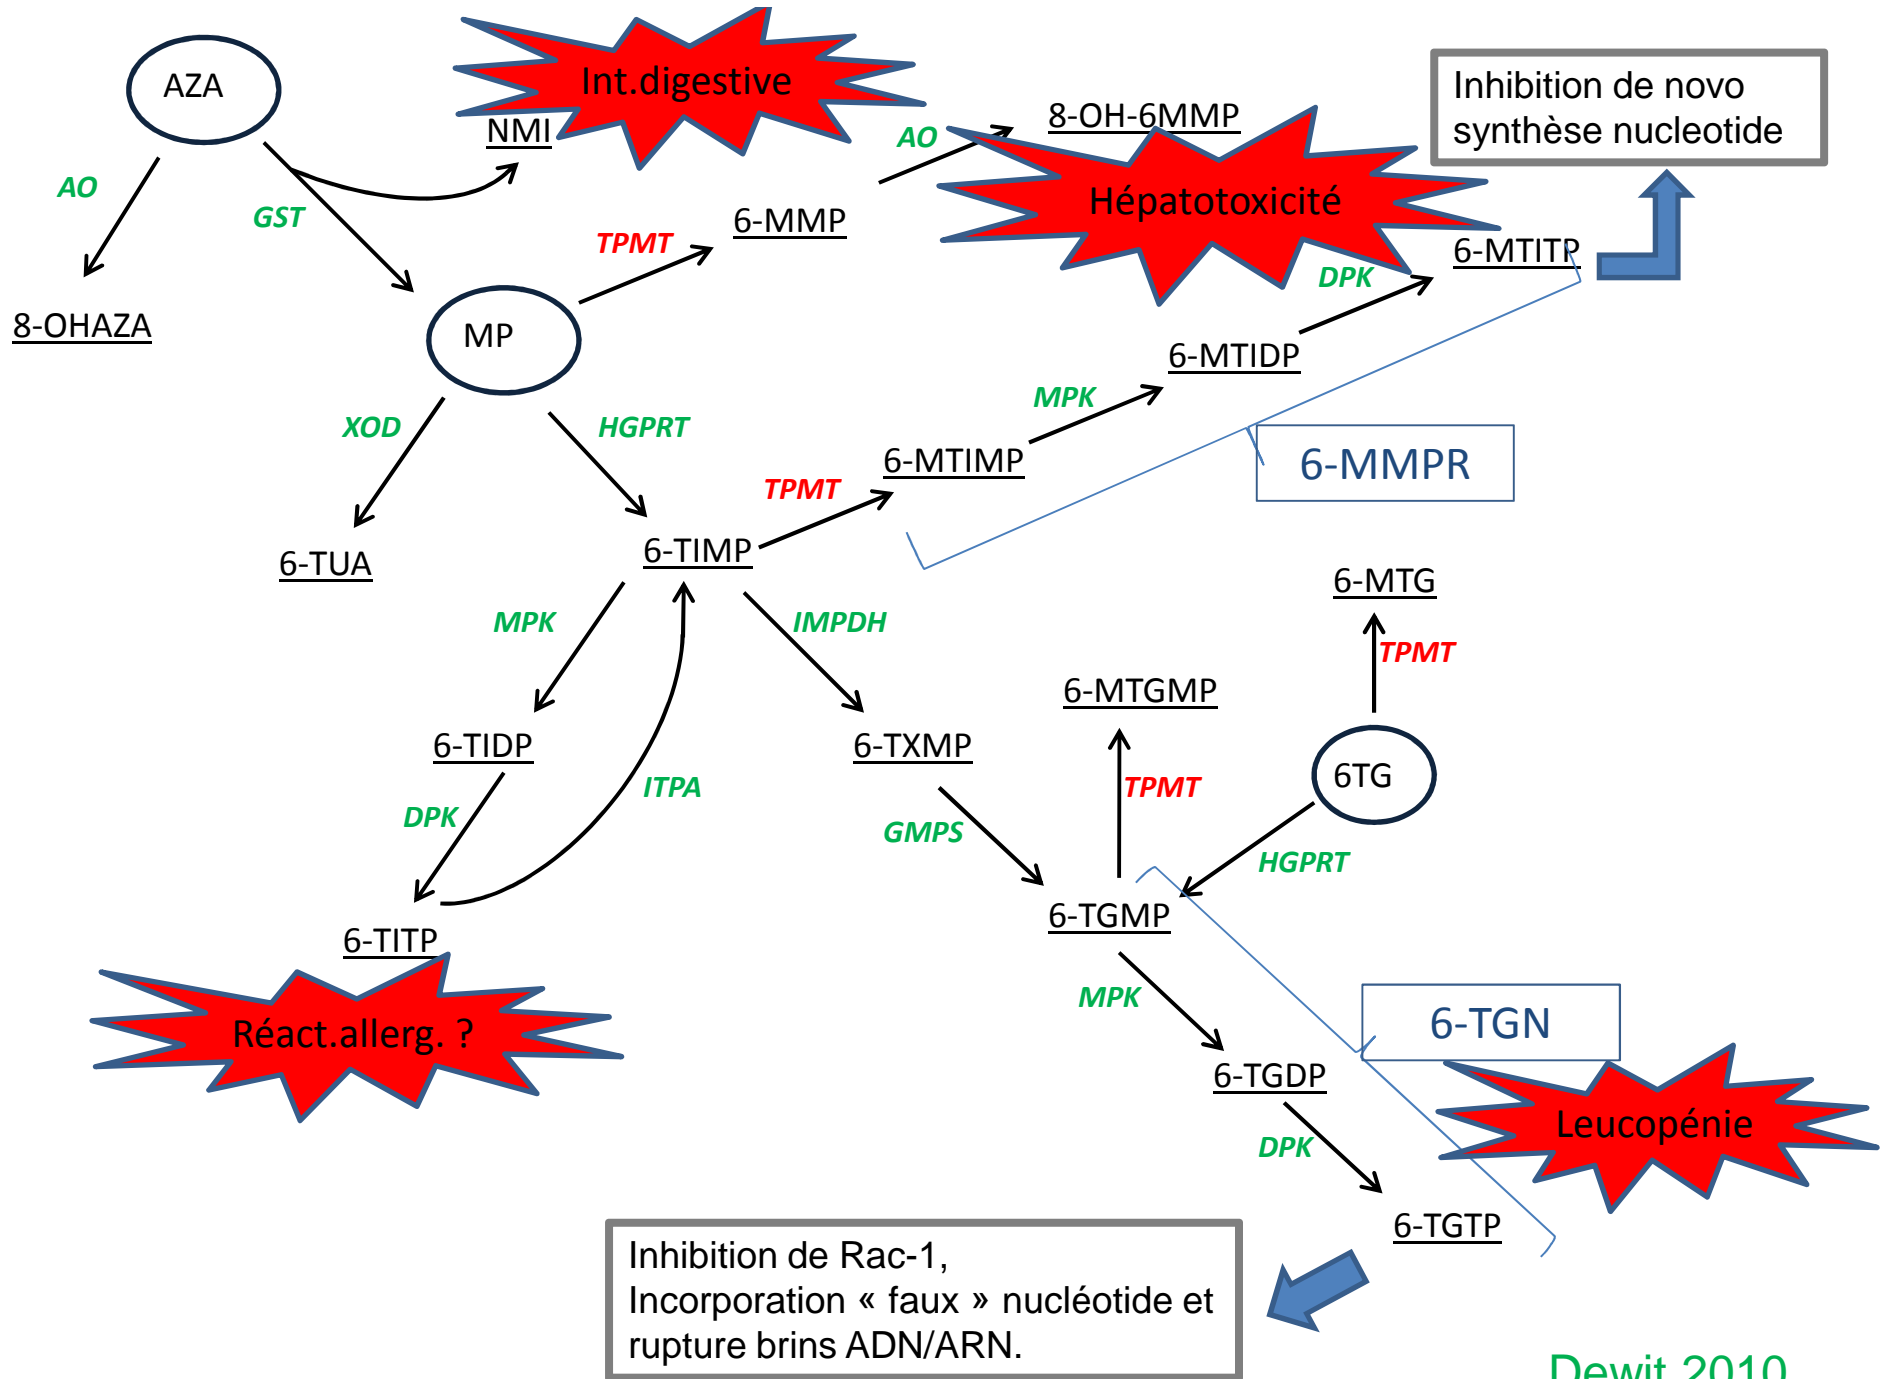 AZA
Int.digestive
NMI
AO
8-OH-6MMP
Inhibition de novo
synthèse nucleotide
AO
GST
TPMT
6-MMP
Hépatotoxicité
6-MTITP
DPK
8-OHAZA
MP
6-MTIDP
MPK
XOD
HGPRT
6-MTIMP
6-MMPR
TPMT
6-TUA
6-TIMP
6-MTG
MPK
IMPDH
TPMT
6-MTGMP
6-TIDP
6-TXMP
6TG
ITPA
TPMT
DPK
GMPS
HGPRT
6-TGMP
6-TITP
MPK
6-TGN
Réact.allerg. ?
6-TGDP
Leucopénie
DPK
6-TGTP
Inhibition de Rac-1,
Incorporation « faux » nucléotide et
rupture brins ADN/ARN.
Dewit 2010